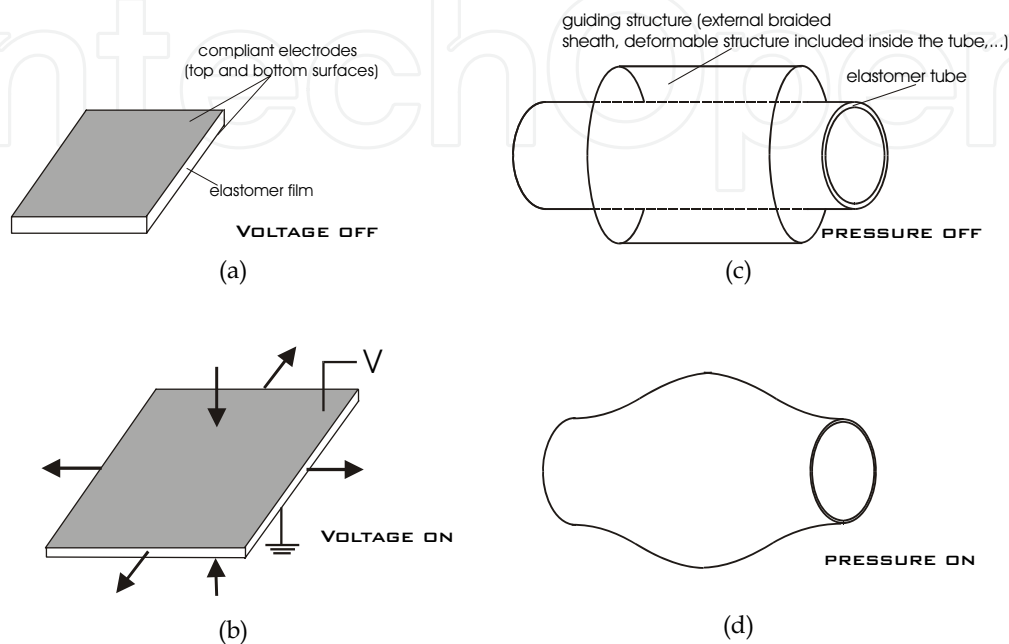 ntechOpen
compliant electrodes
(top and bottom surfaces)
elastomer film
VOLTAGE OFF
(a)
guiding structure (external braided
sheath, deformable structure included inside the tube,...)
elastomer tube
PRESSURE OFF
(c)
V
VOLTAGE ON
(b)
PRESSURE ON
(d)